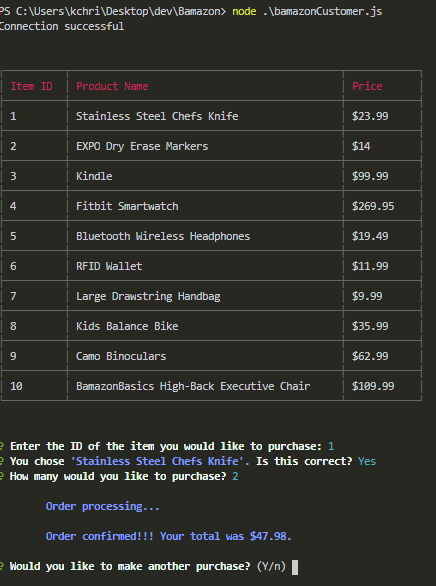 PS C:\Users\kchri\Desktop\dev\Bamazon> node .\bamazonCustomer.js
Connection successful
Item ID Product Name Price
1 Stainless Steel Chefs Knife $23.99
2 EXPO Dry Erase Markers $14
3 Kindle $99.99
4 Fitbit Smartwatch $269.95
5 Bluetooth Wireless Headphones $19.49
6 RFID Wallet $11.99
7 Large Drawstring Handbag $9.99
8 Kids Balance Bike $35.99
9 Camo Binoculars $62.99
10 BamazonBasics High-Back Executive Chair $109.99
? Enter the ID of the item you would like to purchase: 1
? You chose 'Stainless Steel Chefs Knife'. Is this correct? Yes
? How many would you like to purchase? 2
Order processing...
Order confirmed!!! Your total was $47.98.
? Would you like to make another purchase? (Y/n)